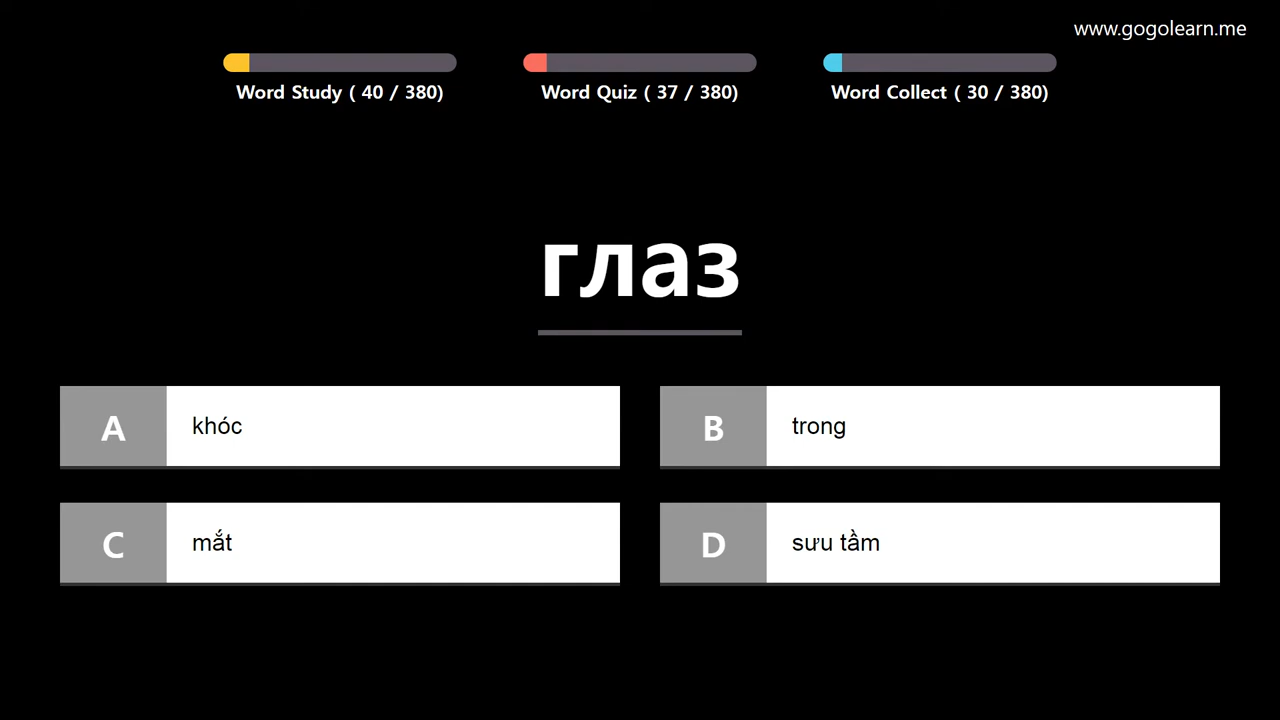 www.gogolearn.me
Word Study ( 40 / 380)
Word Quiz ( 37 / 380)
Word Collect ( 30 / 380)
глаз
A khóc
B trong
C mắt
D sưu tầm